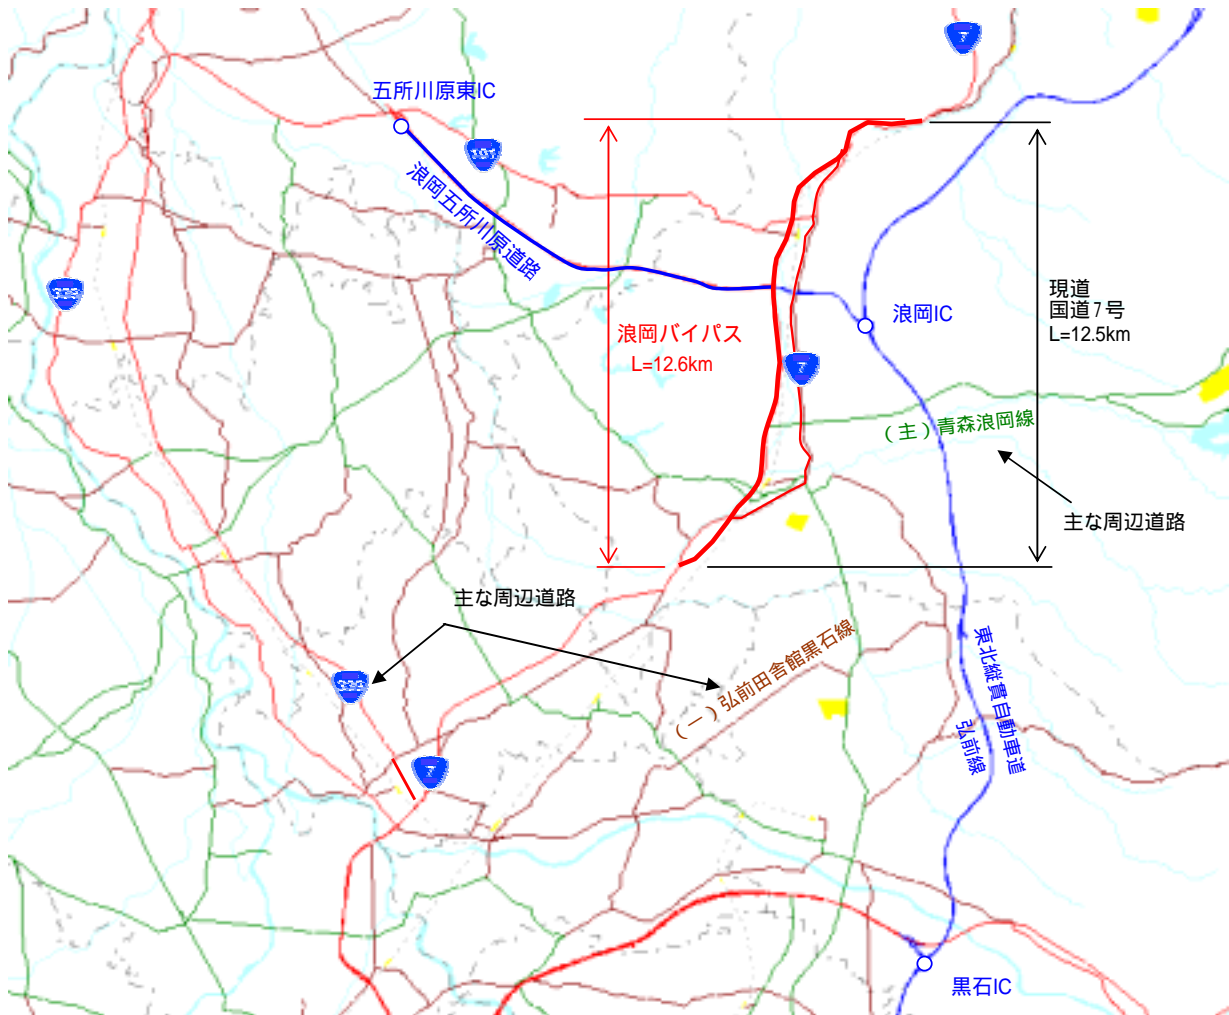 7
五所川原東IC
101
浪岡五所川原道路
現道
国道7号
L=12.5km
浪岡IC
浪岡バイパス
L=12.6km
7
(主)青森浪岡線
主な周辺道路
主な周辺道路
(一)弘前田舎館黒石線
東北縦貫自動車道
弘前線
7
黒石IC